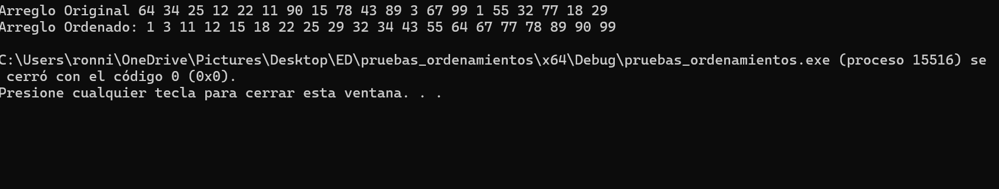 Arreglo Original 64 34 25 12 22 11 90 15 78 43 89 3 67 99 1 55 32 77 18 29
Arreglo Ordenado: 1 3 11 12 15 18 22 25 29 32 34 43 55 64 67 77 78 89 90 99
C:\Users\ronni\OneDrive\Pictures\Desktop\ED\pruebas_ordenamientos\x64\Debug\pruebas_ordenamientos.exe (proceso 15516) se
cerró con el código 0 (0x0).
Presione cualquier tecla para cerrar esta ventana. . .